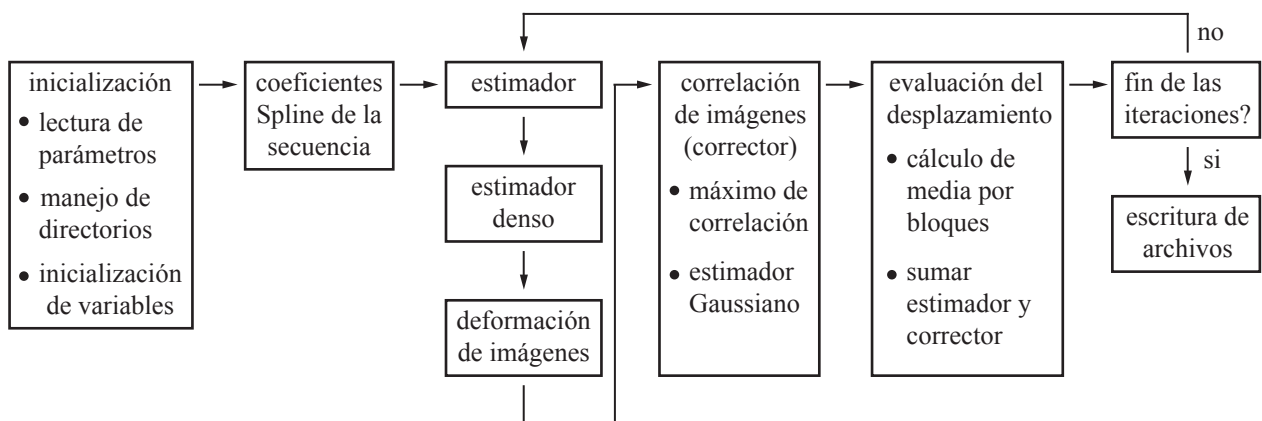 inicialización
• lectura de
parámetros
• manejo de
directorios
• inicialización
de variables
coeficientes
Spline de la
secuencia
estimador
estimador
denso
deformación
de imágenes
correlación
de imágenes
(corrector)
• máximo de
correlación
• estimador
Gaussiano
evaluación del
desplazamiento
• cálculo de
media por
bloques
• sumar
estimador y
corrector
fin de las
iteraciones?
no
si
escritura de
archivos